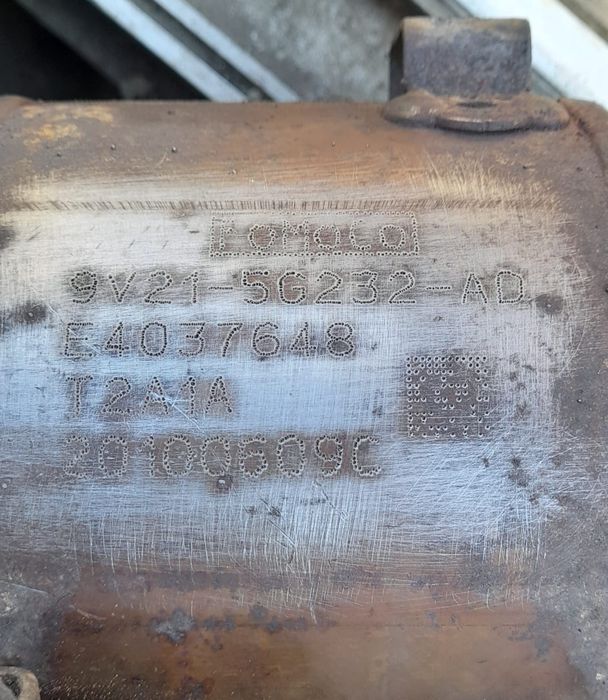 FoMoCo
9V21-5G232-AD
E4037648
T2A1A
20100609C